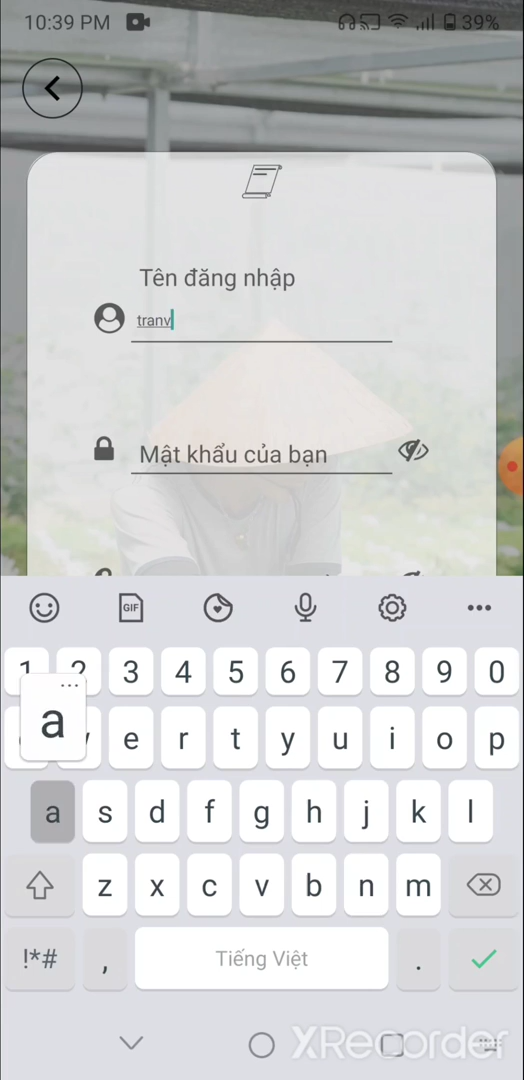 10:39 PM 39%
Tên đăng nhập
tranv
Mật khẩu của bạn
GIF
1 2 3 4 5 6 7 8 9 0
e r t y u i o p
a
a s d f g h j k l
z x c v b n m
!*# , Tiếng Việt .
XRecorder